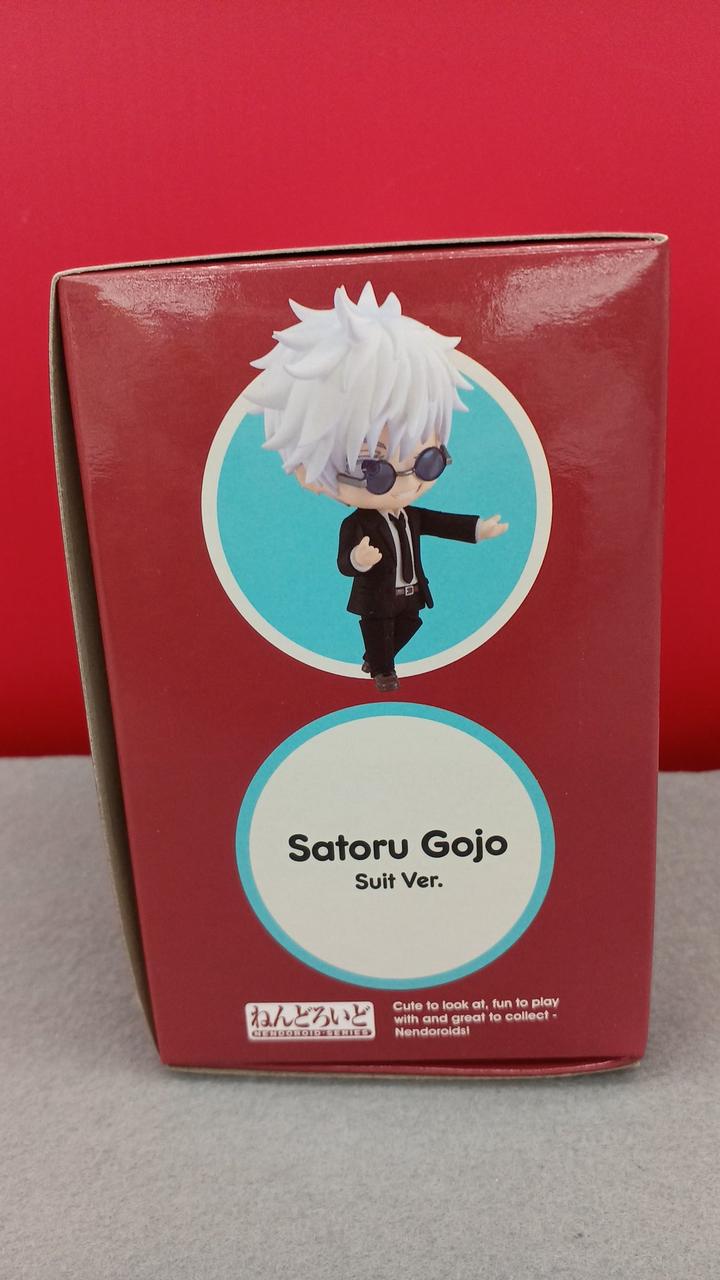 Satoru Gojo
Suit Ver.
ねんどろいど
NENDOROID·SERIES
Cute to look at, fun to play
with and great to collect -
Nendoroids!